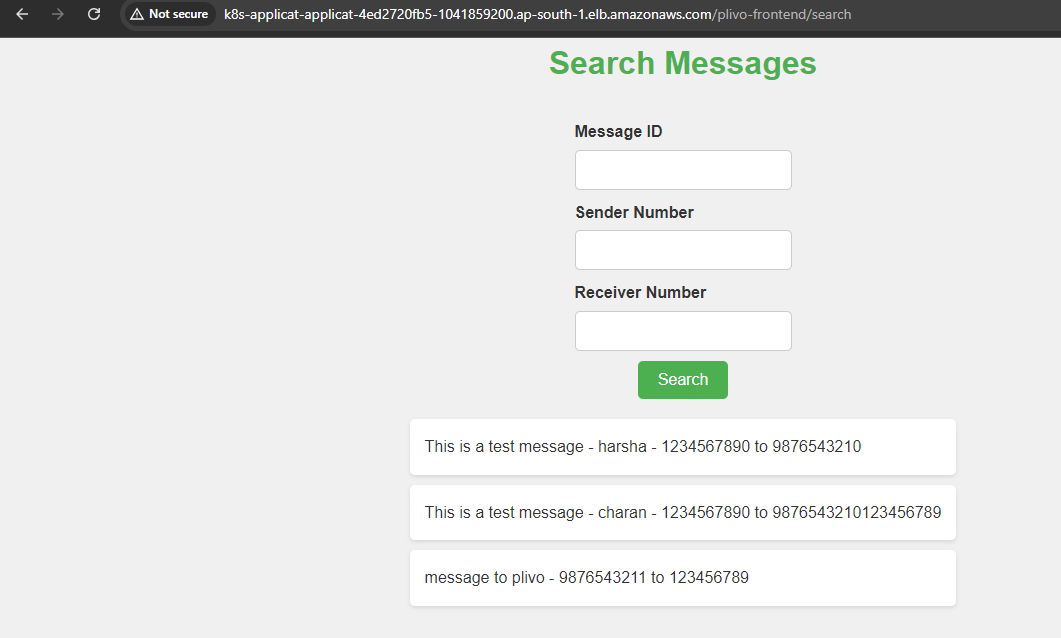 Not secure k8s-applicat-applicat-4ed2720fb5-1041859200.ap-south-1.elb.amazonaws.com/plivo-frontend/search
Search Messages
Message ID
Sender Number
Receiver Number
Search
This is a test message - harsha - 1234567890 to 9876543210
This is a test message - charan - 1234567890 to 9876543210123456789
message to plivo - 9876543211 to 123456789